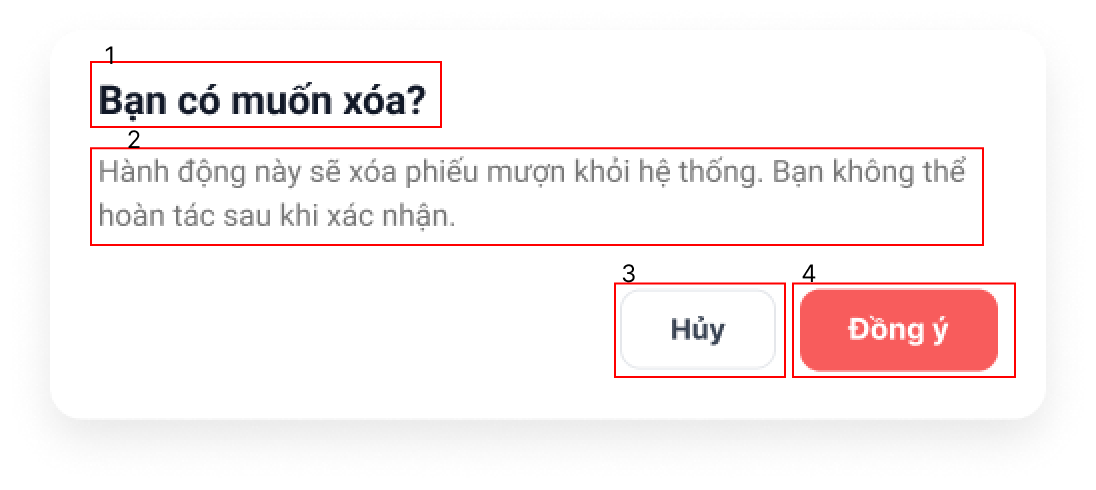 1
Bạn có muốn xóa?
2
Hành động này sẽ xóa phiếu mượn khỏi hệ thống. Bạn không thể
hoàn tác sau khi xác nhận.
3 4
Hủy Đồng ý